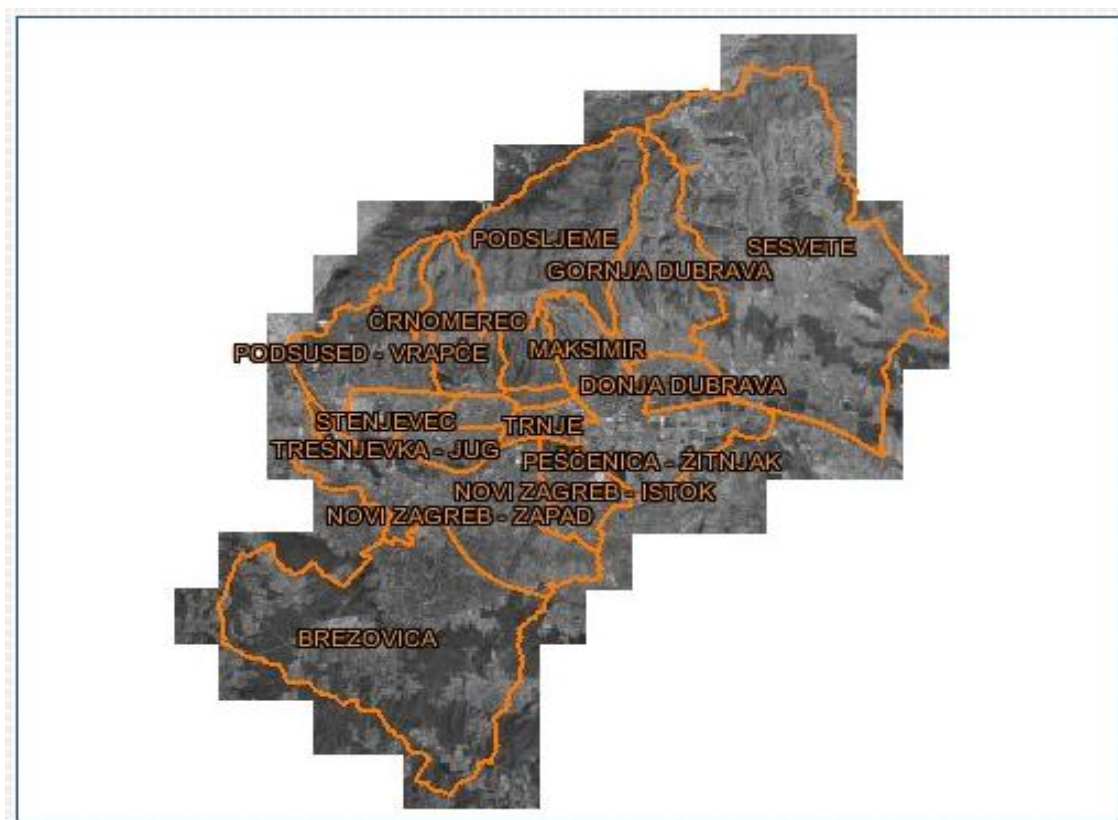 PODSLJEME
SESVETE
GORNJA DUBRAVA
ČRNOMEREC
PODSUSED - VRAPČE
MAKSIMIR
DONJA DUBRAVA
STENJEVEC
TRNJE
TREŠNJEVKA - JUG
PEŠČENICA - ŽITNJAK
NOVI ZAGREB - ISTOK
NOVI ZAGREB - ZAPAD
BREZOVICA